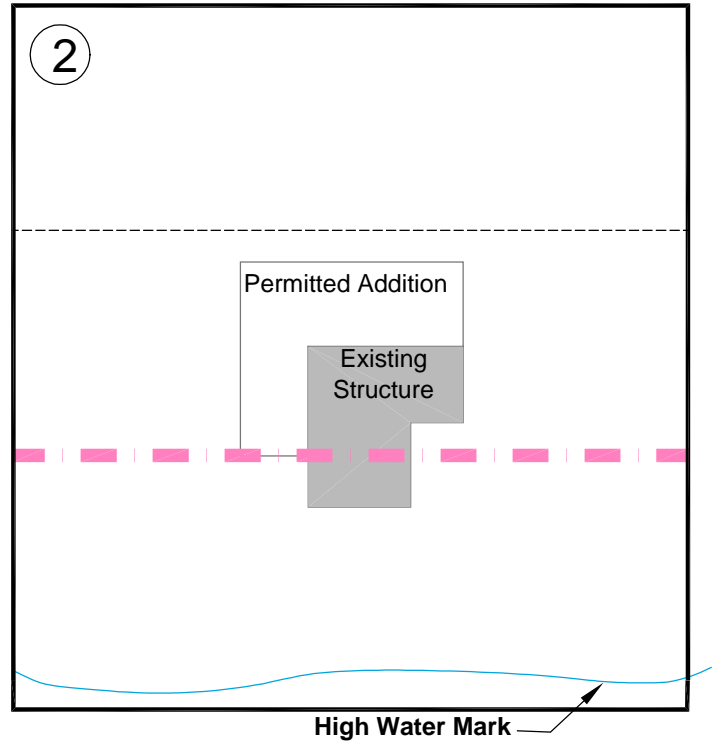 2
Permitted Addition
Existing
Structure
High Water Mark